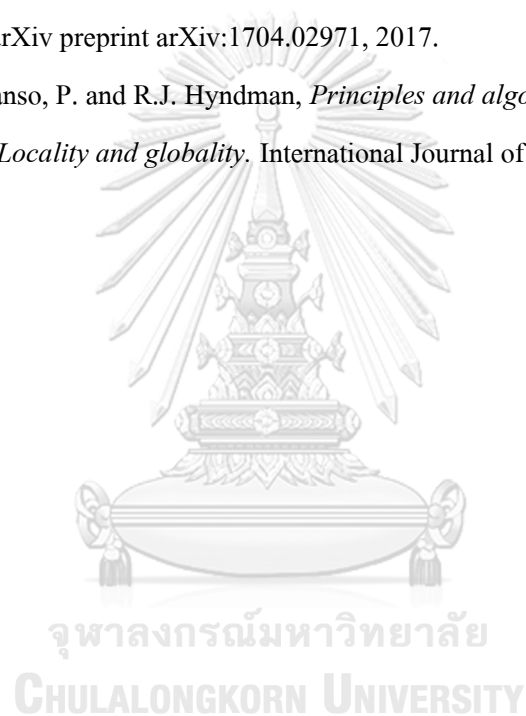 arXiv preprint arXiv:1704.02971, 2017.
anso, P. and R.J. Hyndman, Principles and algo
Locality and globality. International Journal of
จุฬาลงกรณ์มหาวิทยาลัย
CHULALONGKORN UNIVERSITY